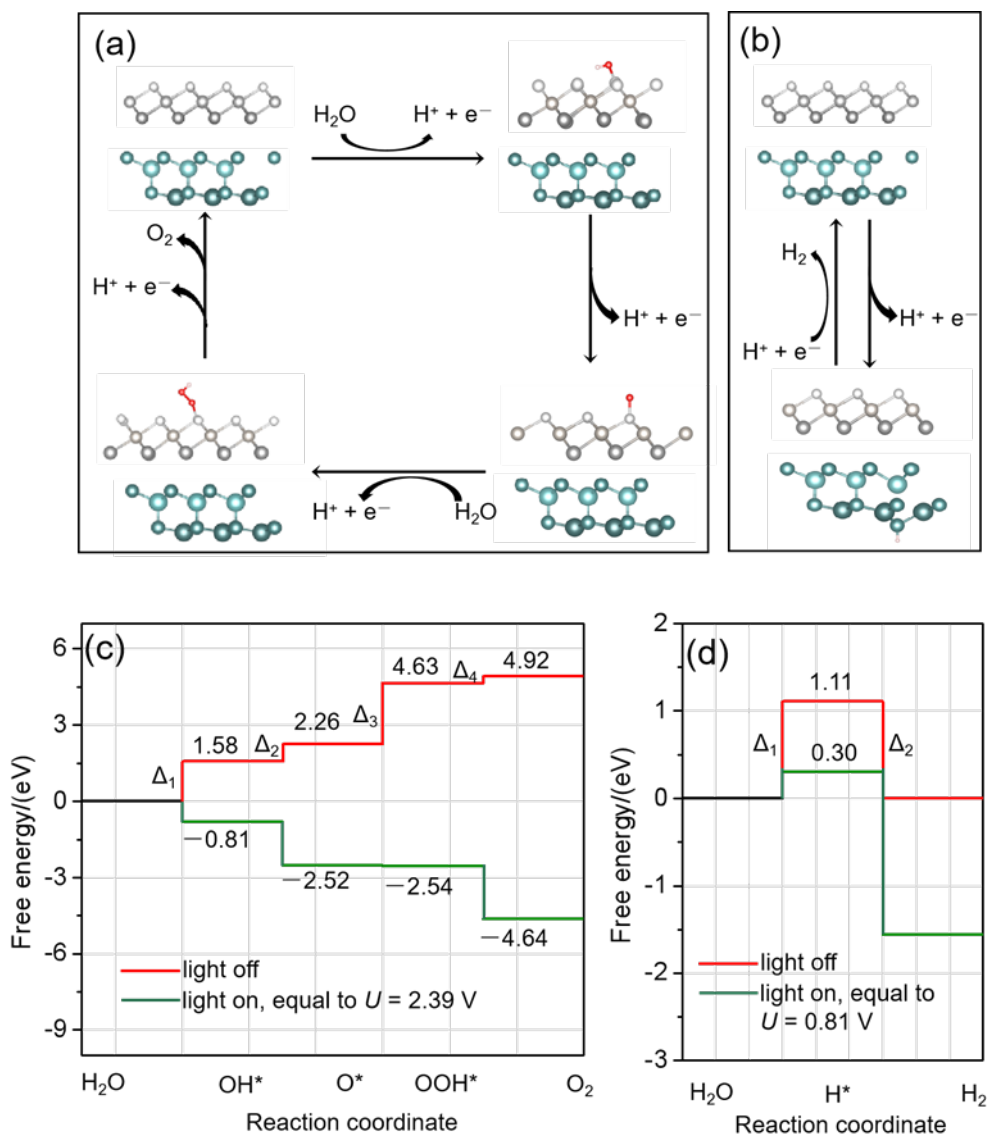 (a)
H₂O
H⁺ + e⁻
O₂
H⁺ + e⁻
H⁺ + e⁻
H⁺ + e⁻
H₂O
(b)
H₂
H⁺ + e⁻
H⁺ + e⁻
(c)
Free energy/(eV)
6
3
0
-3
-6
-9
Δ₁
1.58
Δ₂
2.26
Δ₃
4.63
Δ₄
4.92
—0.81
—2.52
—2.54
—4.64
light off
light on, equal to U = 2.39 V
H₂O
OH*
O*
OOH*
O₂
Reaction coordinate
(d)
Free energy/(eV)
2
1
0
-1
-2
-3
1.11
Δ₁
0.30
Δ₂
light off
light on, equal to
U = 0.81 V
H₂O
H*
H₂
Reaction coordinate